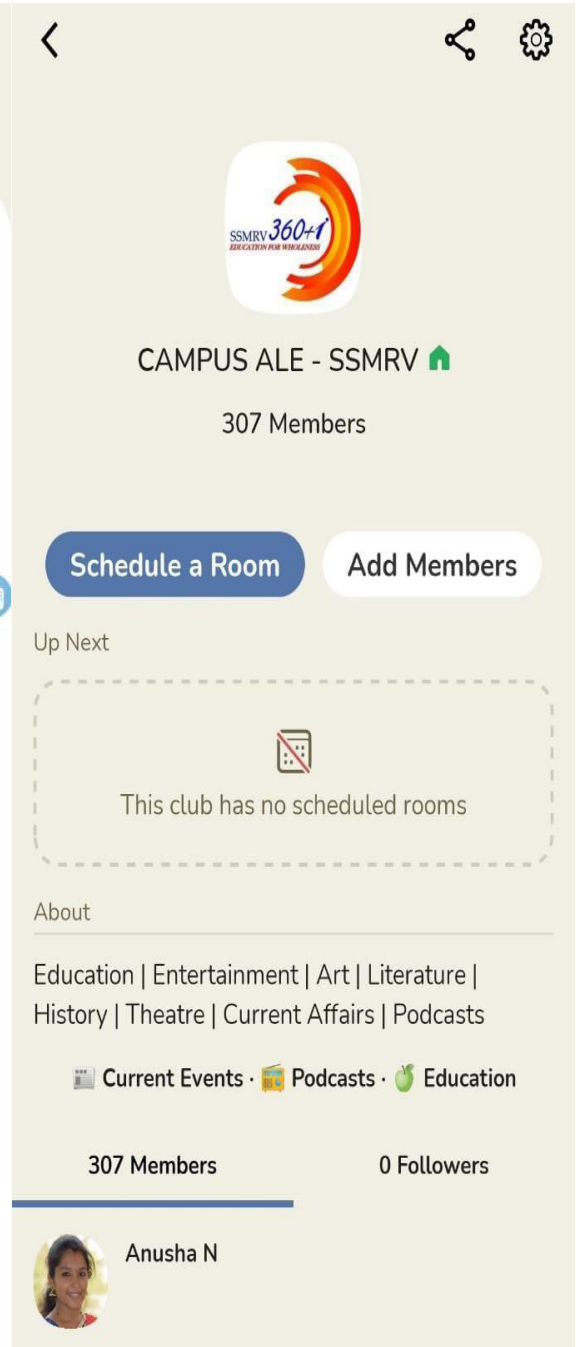 SSMRV 360+i
EDUCATION FOR WHOLENESS
CAMPUS ALE - SSMRV
307 Members
Schedule a Room
Add Members
Up Next
This club has no scheduled rooms
About
Education | Entertainment | Art | Literature |
History | Theatre | Current Affairs | Podcasts
Current Events · Podcasts · Education
307 Members
0 Followers
Anusha N